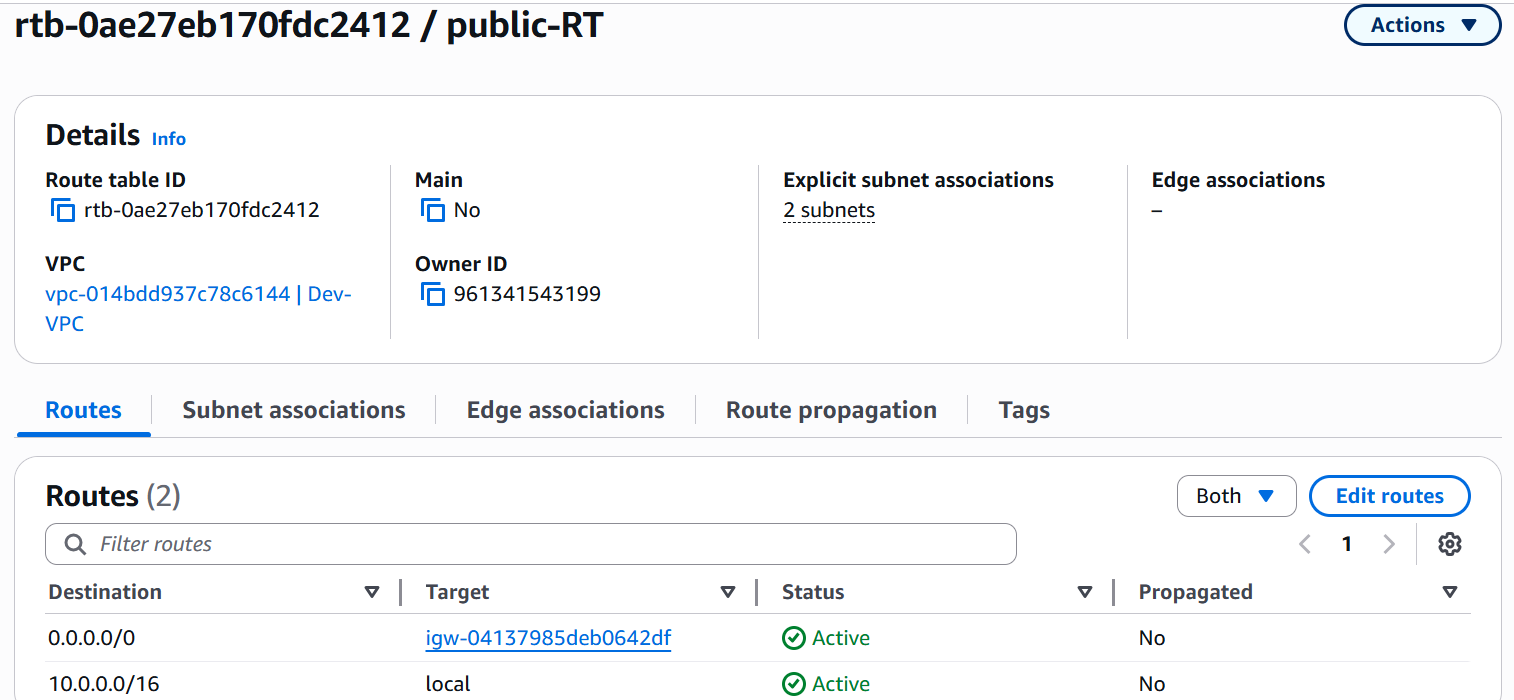 rtb-0ae27eb170fdc2412 / public-RT
Actions
Details Info
Route table ID
rtb-0ae27eb170fdc2412
Main
No
Explicit subnet associations
2 subnets
Edge associations
–
VPC
vpc-014bdd937c78c6144 | Dev-
VPC
Owner ID
961341543199
Routes
Subnet associations
Edge associations
Route propagation
Tags
Routes (2)
Both
Edit routes
Filter routes
1
Destination Target Status Propagated
0.0.0.0/0 igw-04137985deb0642df Active No
10.0.0.0/16 local Active No